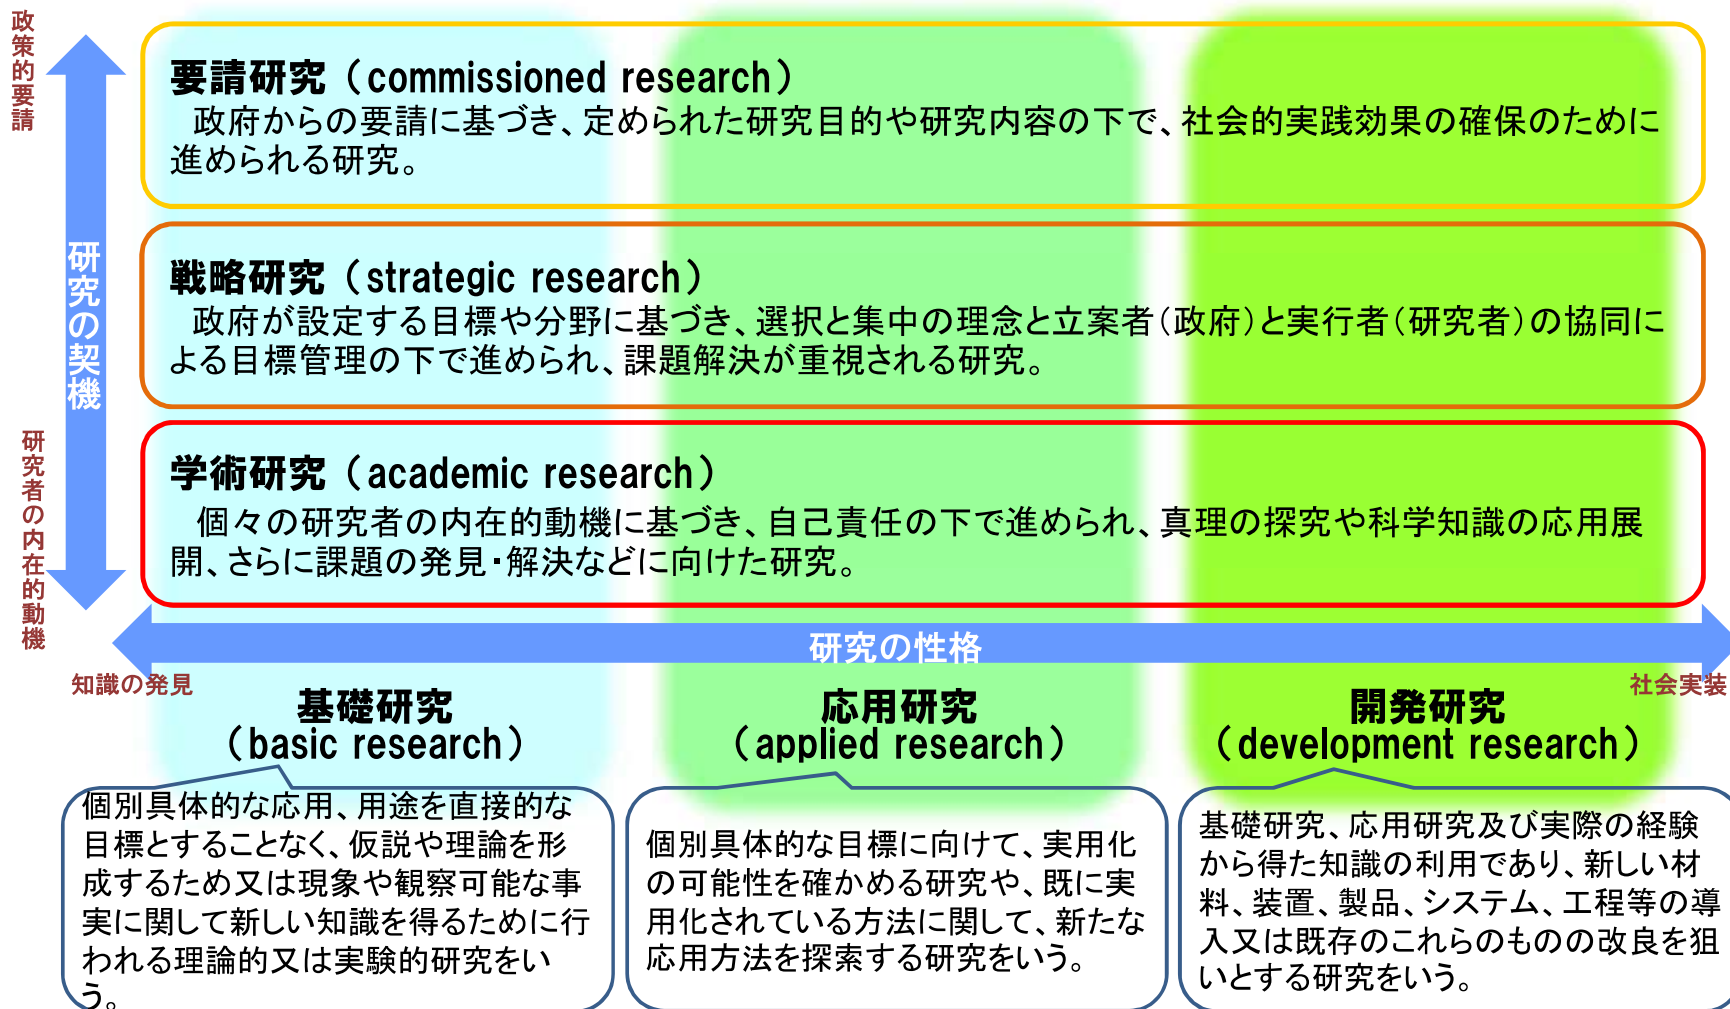 政策的要請
研究の契機
研究者の内在的動機
要請研究（commissioned research）
政府からの要請に基づき、定められた研究目的や研究内容の下で、社会的実践効果の確保のために
進められる研究。
戦略研究（strategic research）
政府が設定する目標や分野に基づき、選択と集中の理念と立案者（政府）と実行者（研究者）の協同に
よる目標管理の下で進められ、課題解決が重視される研究。
学術研究（academic research）
個々の研究者の内在的動機に基づき、自己責任の下で進められ、真理の探究や科学知識の応用展
開、さらに課題の発見・解決などに向けた研究。
研究の性格
知識の発見
社会実装
基礎研究
（basic research）
応用研究
（applied research）
開発研究
（development research）
個別具体的な応用、用途を直接的な
目標とすることなく、仮説や理論を形
成するため又は現象や観察可能な事
実に関して新しい知識を得るために行
われる理論的又は実験的研究をい
う。
個別具体的な目標に向けて、実用化
の可能性を確かめる研究や、既に実
用化されている方法に関して、新たな
応用方法を探索する研究をいう。
基礎研究、応用研究及び実際の経験
から得た知識の利用であり、新しい材
料、装置、製品、システム、工程等の導
入又は既存のこれらのものの改良を狙
いとする研究をいう。